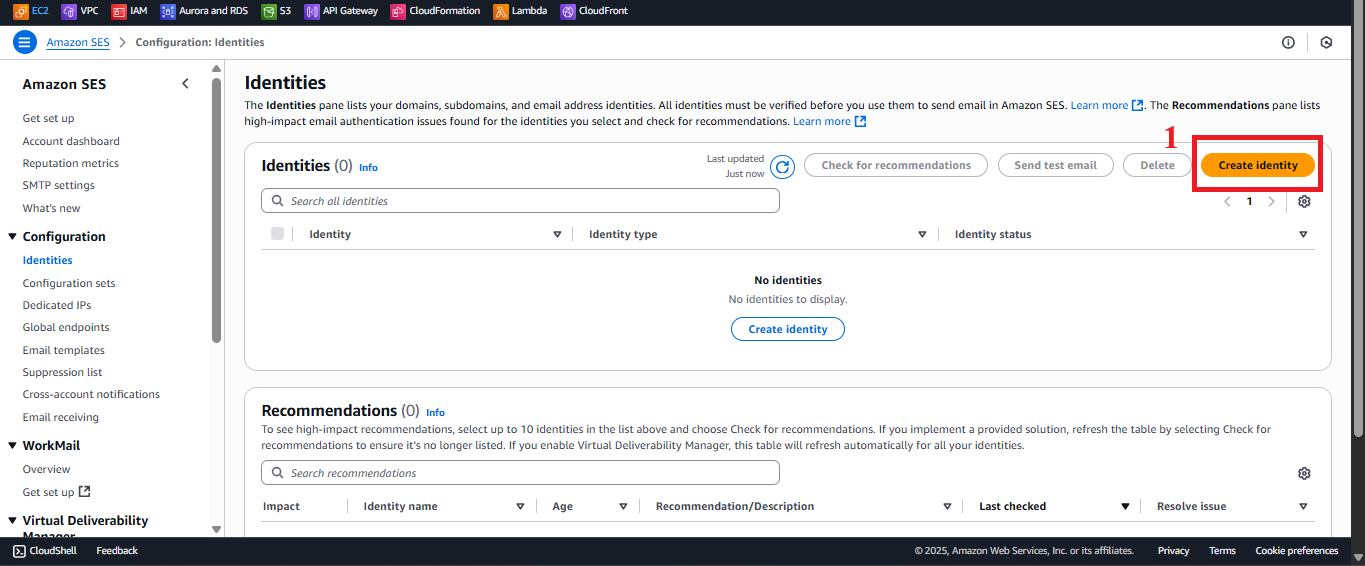 EC2 VPC IAM Aurora and RDS S3 API Gateway CloudFormation Lambda CloudFront
Amazon SES > Configuration: Identities
Amazon SES
Get set up
Account dashboard
Reputation metrics
SMTP settings
What's new
Configuration
Identities
Configuration sets
Dedicated IPs
Global endpoints
Email templates
Suppression list
Cross-account notifications
Email receiving
WorkMail
Overview
Get set up
Virtual Deliverability
Manager
Identities
The Identities pane lists your domains, subdomains, and email address identities. All identities must be verified before you use them to send email in Amazon SES. Learn more. The Recommendations pane lists
high-impact email authentication issues found for the identities you select and check for recommendations. Learn more
1
Identities (0) Info
Last updated
Just now
Check for recommendations Send test email Delete Create identity
Search all identities
1
Identity Identity type Identity status
No identities
No identities to display.
Create identity
Recommendations (0) Info
To see high-impact recommendations, select up to 10 identities in the list above and choose Check for recommendations. If you implement a provided solution, refresh the table by selecting Check for
recommendations to ensure it's no longer listed. If you enable Virtual Deliverability Manager, this table will refresh automatically for all your identities.
Search recommendations
Impact Identity name Age Recommendation/Description Last checked Resolve issue
CloudShell Feedback © 2025, Amazon Web Services, Inc. or its affiliates. Privacy Terms Cookie preferences